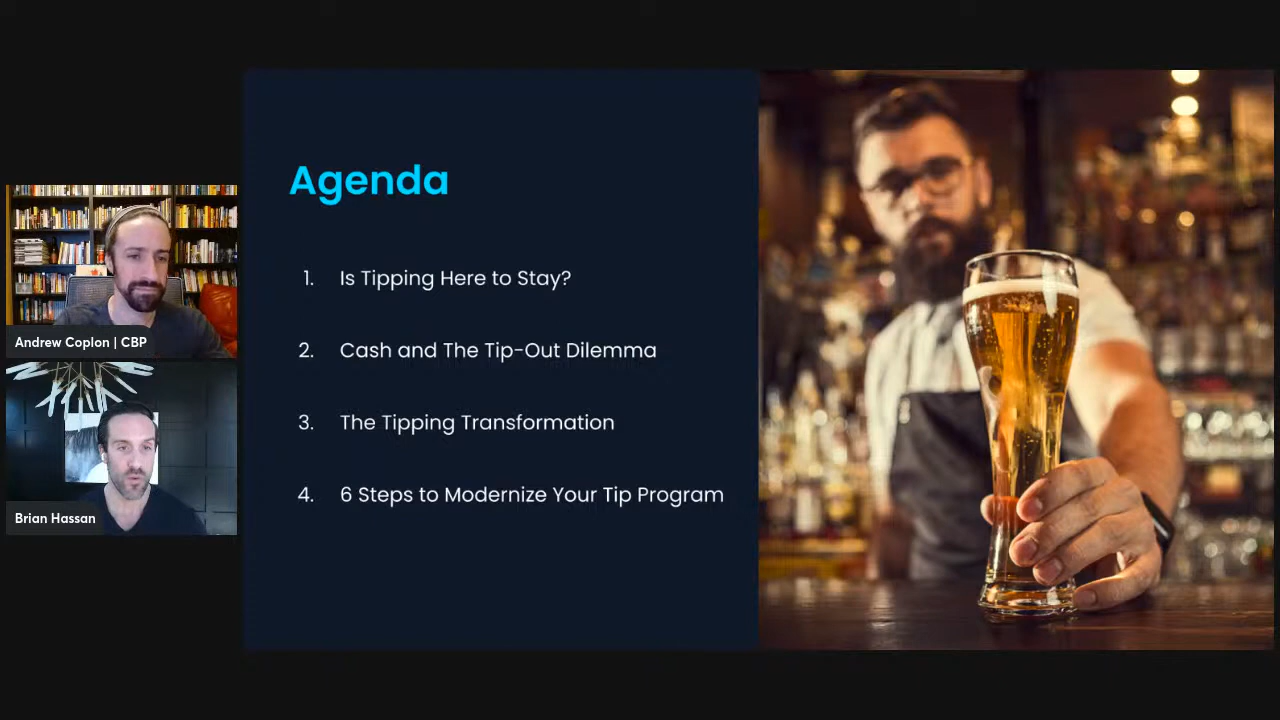 Agenda
1. Is Tipping Here to Stay?
2. Cash and The Tip-Out Dilemma
3. The Tipping Transformation
4. 6 Steps to Modernize Your Tip Program
Andrew Coplon | CBP
Brian Hassan